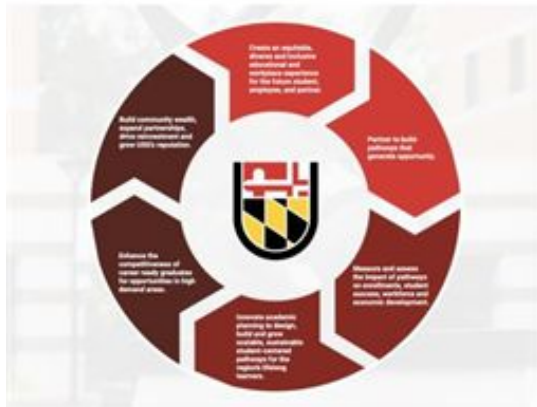 Create an equitable,
diverse and inclusive
educational and
workplace experience
for the future student,
employee, and partner.
Partner to build
pathways that
generate opportunity.
Measure and assess
the impact of pathways
on enrollments, student
success, workforce and
economic development.
Innovate academic
planning to design,
build and grow
scalable, sustainable
student-centered
pathways for the
region's lifelong
learners.
Enhance the
competitiveness of
career ready graduates
for opportunities in high
demand areas.
Build community wealth,
expand partnerships,
drive reinvestment and
grow USG's reputation.